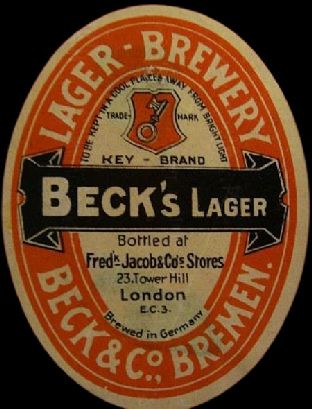 LAGER-BREWERY
TO BE KEPT IN A COOL PLACE & AWAY FROM BRIGHT LIGHT
TRADE MARK
KEY - BRAND
BECK'S LAGER
Bottled at
Fredk Jacob & Co's Stores
23. Tower Hill
London
E.C.3.
Brewed in Germany
BECK & Co., BREMEN.